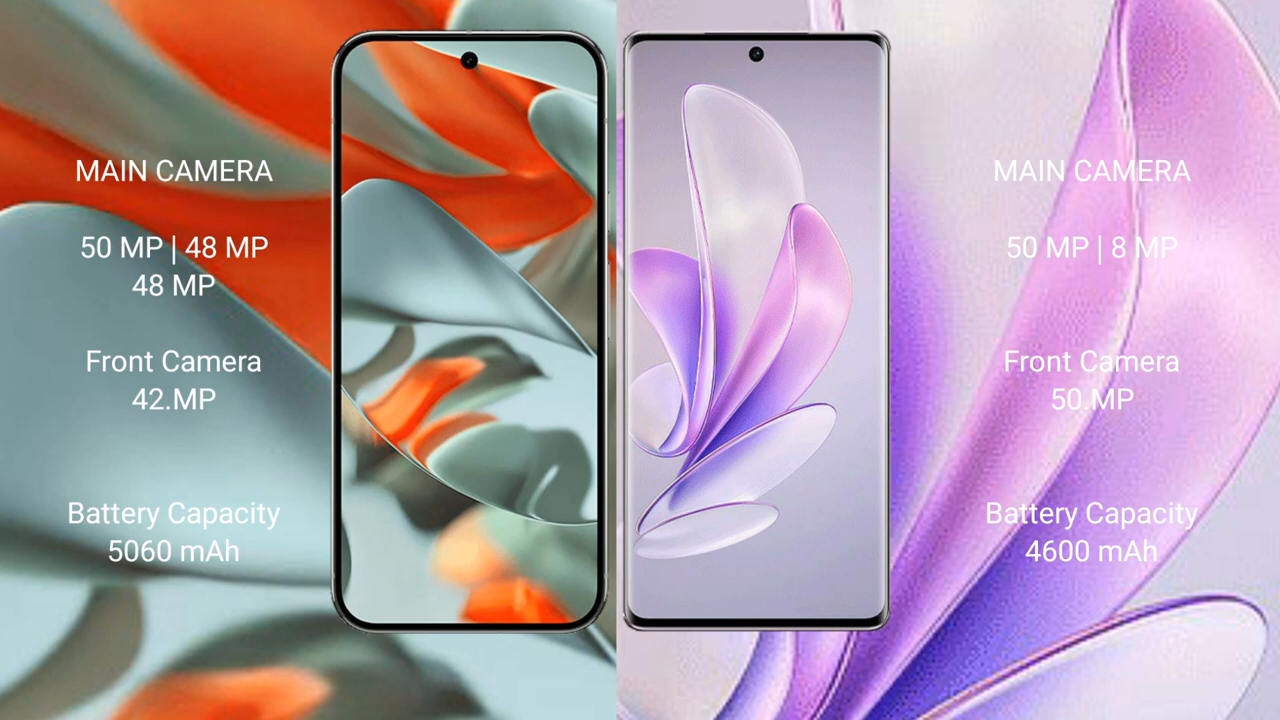 MAIN CAMERA
50 MP | 48 MP
48 MP
Front Camera
42.MP
Battery Capacity
5060 mAh
MAIN CAMERA
50 MP | 8 MP
Front Camera
50.MP
Battery Capacity
4600 mAh